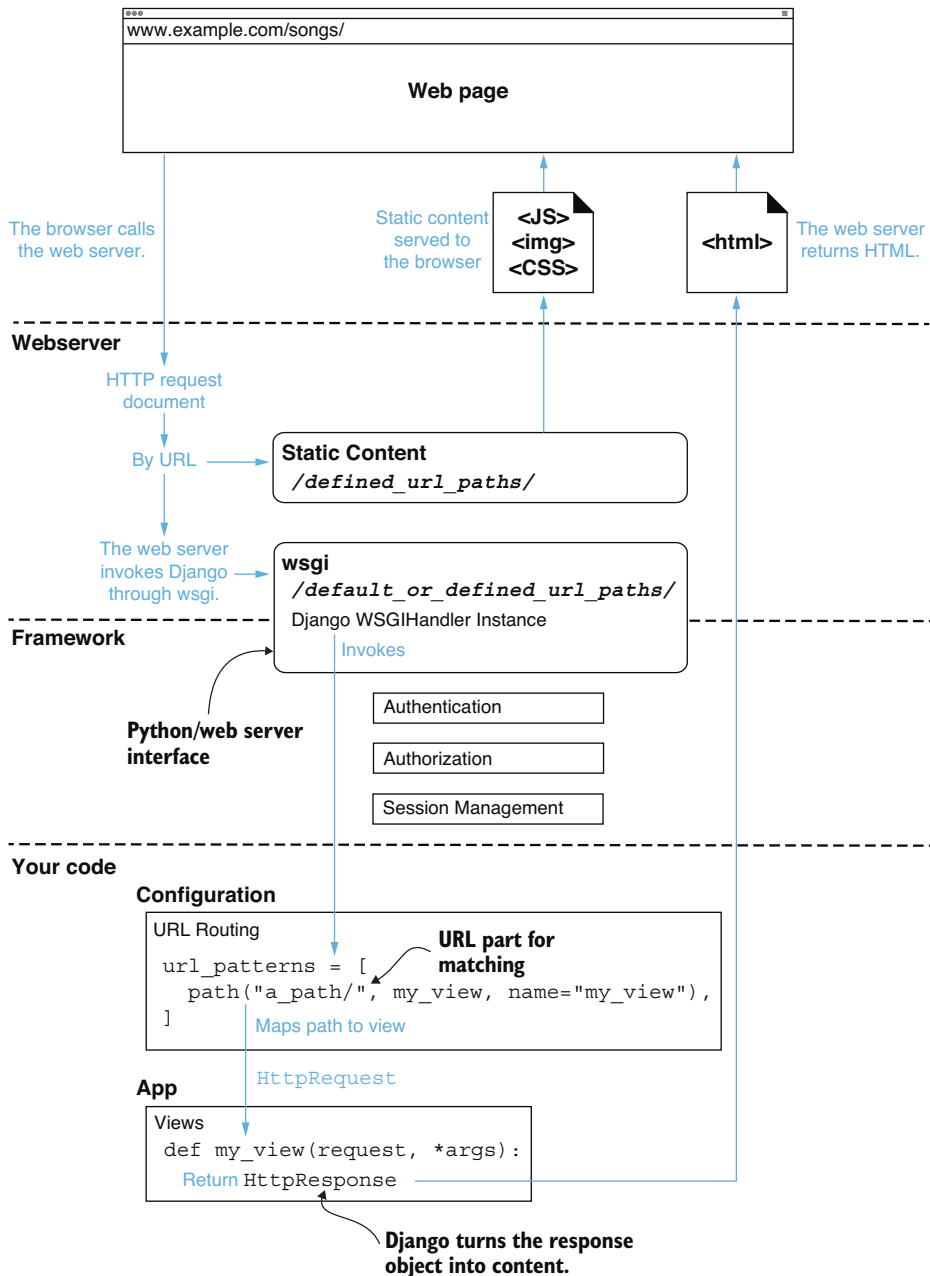 www.example.com/songs/
Web page
The browser calls
the web server.
Static content
served to
the browser
<JS>
<img>
<CSS>
<html>
The web server
returns HTML.
Webserver
HTTP request
document
By URL
Static Content
/defined_url_paths/
The web server
invokes Django
through wsgi.
wsgi
/default_or_defined_url_paths/
Django WSGIHandler Instance
Framework
Invokes
Python/web server
interface
Authentication
Authorization
Session Management
Your code
Configuration
URL Routing
URL part for
matching
url_patterns = [
path("a_path/", my_view, name="my_view"),
]
Maps path to view
HttpRequest
App
Views
def my_view(request, *args):
Return HttpResponse
Django turns the response
object into content.